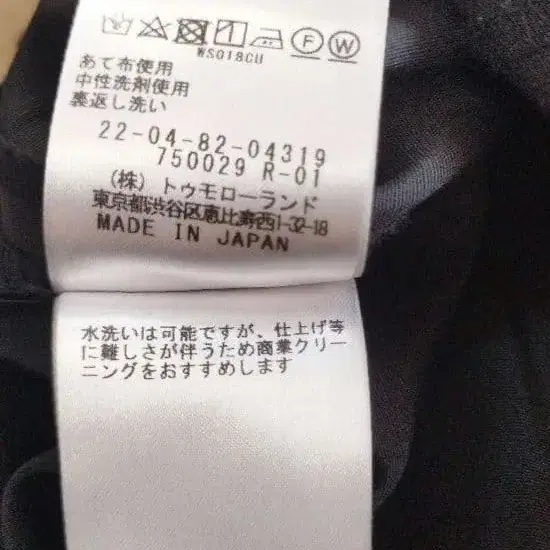 WS018CU
あて布使用
中性洗剤使用
裏返し洗い
22-04-82-04319
750029 R-01
(株) トゥモローランド
東京都渋谷区恵比寿西1-32-18
MADE IN JAPAN
水洗いは可能ですが、仕上げ等
に難しさが伴うため商業クリー
ニングをおすすめします